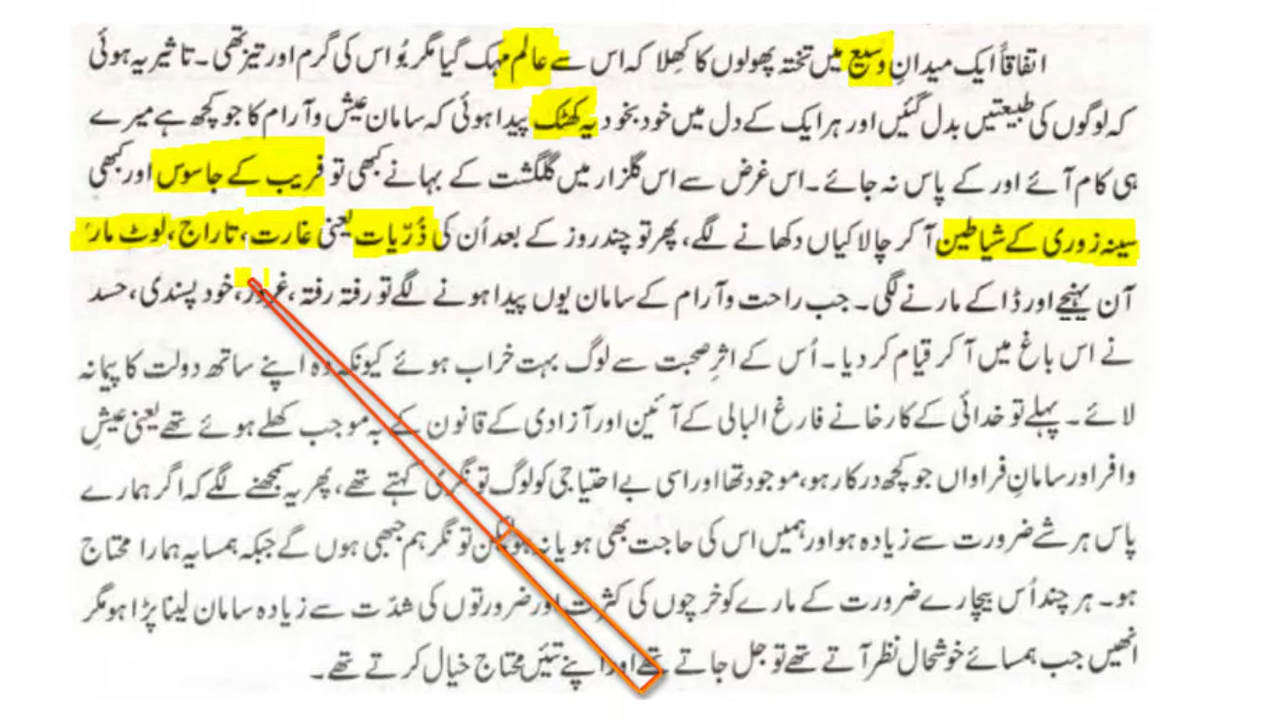 اتفاقاً ایک میدانِ وسیع میں تختہ پھولوں کا کِھلا کہ اس سے عالم مہک گیا مگر بُو اس کی گرم اور تیز تھی۔ تاثیر یہ ہوئی
کہ لوگوں کی طبیعتیں بدل گئیں اور ہر ایک کے دل میں خود بخود یہ کھٹک پیدا ہوئی کہ سامانِ عیش و آرام کا جو کچھ ہے میرے
ہی کام آئے اور کے پاس نہ جائے۔ اس غرض سے اس گلزار میں گلگشت کے بہانے کبھی تو فریب کے جاسوس اور کبھی
سینہ زوری کے شیاطین آ کر چالاکیاں دکھانے لگے، پھر تو چند روز کے بعد اُن کی ذُرّیات یعنی غارت، تاراج، لوٹ مار
آن پہنچے اور ڈاکے مارنے لگی۔ جب راحت و آرام کے سامان یوں پیدا ہونے لگے تو رفتہ رفتہ، غرور، خود پسندی، حسد
نے اس باغ میں آ کر قیام کر دیا۔ اُس کے اثرِ صحبت سے لوگ بہت خراب ہوئے کیونکہ وہ اپنے ساتھ دولت کا پیمانہ
لائے۔ پہلے تو خدائی کے کارخانے فارغ البالی کے آئین اور آزادی کے قانون کے بہ موجب کھلے ہوئے تھے یعنی عیشِ
وافر اور سامانِ فراواں جو کچھ درکار ہو، موجود تھا اور اسی بے احتیاجی کو لوگ تونگری کہتے تھے، پھر یہ سمجھنے لگے کہ اگر ہمارے
پاس ہر شے ضرورت سے زیادہ ہو اور ہمیں اس کی حاجت بھی ہو یا نہ ہو لیکن تونگر ہم جبھی ہوں گے جبکہ ہمسایہ ہمارا محتاج
ہو۔ ہر چند اُس بیچارے ضرورت کے مارے کو خرچوں کی کثرت اور ضرورتوں کی شدّت سے زیادہ سامان لینا پڑا ہو مگر
انھیں جب ہمسائے خوشحال نظر آتے تھے تو جل جاتے تھے اور اپنے تئیں محتاج خیال کرتے تھے۔